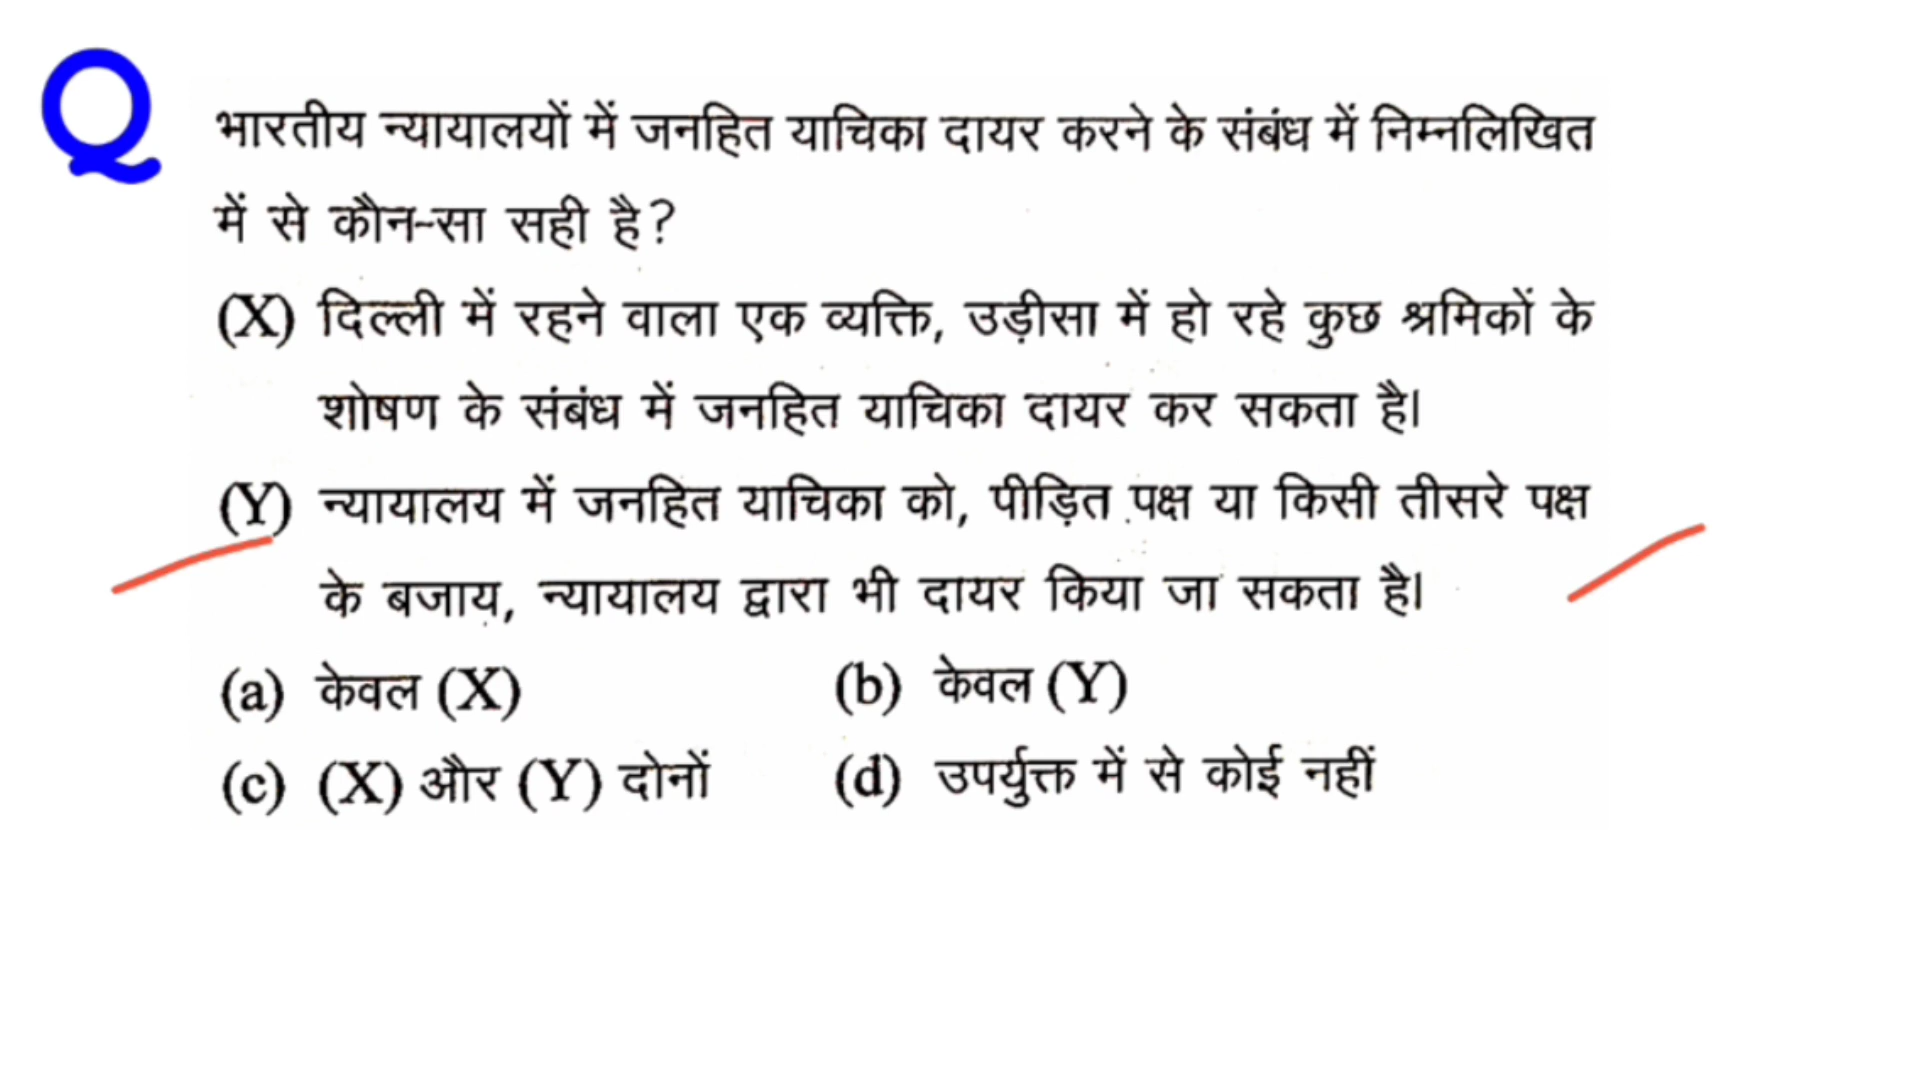 Q
भारतीय न्यायालयों में जनहित याचिका दायर करने के संबंध में निम्नलिखित
में से कौन-सा सही है?
(X) दिल्ली में रहने वाला एक व्यक्ति, उड़ीसा में हो रहे कुछ श्रमिकों के
शोषण के संबंध में जनहित याचिका दायर कर सकता है।
(Y) न्यायालय में जनहित याचिका को, पीड़ित पक्ष या किसी तीसरे पक्ष
के बजाय, न्यायालय द्वारा भी दायर किया जा सकता है।
(a) केवल (X) (b) केवल (Y)
(c) (X) और (Y) दोनों (d) उपर्युक्त में से कोई नहीं